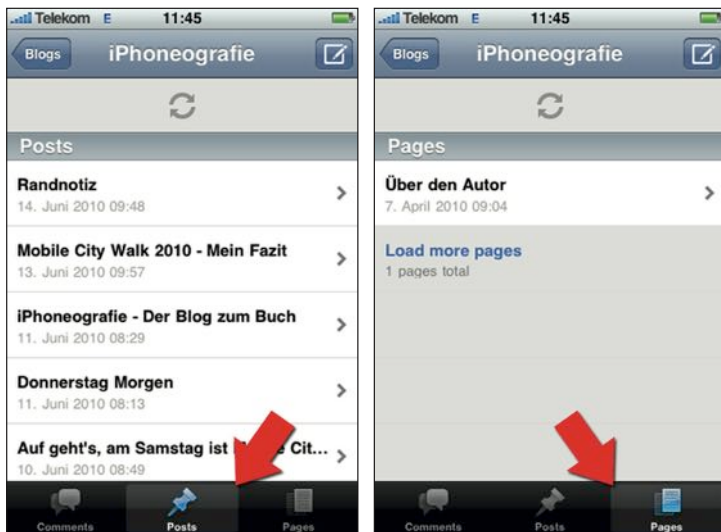 Telekom E 11:45
Blogs iPhoneografie
Posts
Randnotiz
14. Juni 2010 09:48
Mobile City Walk 2010 - Mein Fazit
13. Juni 2010 09:57
iPhoneografie - Der Blog zum Buch
11. Juni 2010 08:29
Donnerstag Morgen
11. Juni 2010 08:13
Auf geht's, am Samstag ist Cit...
10. Juni 2010 08:49
Comments Posts Pages
Telekom E 11:45
Blogs iPhoneografie
Pages
Über den Autor
7. April 2010 09:04
Load more pages
1 pages total
Comments Posts Pages